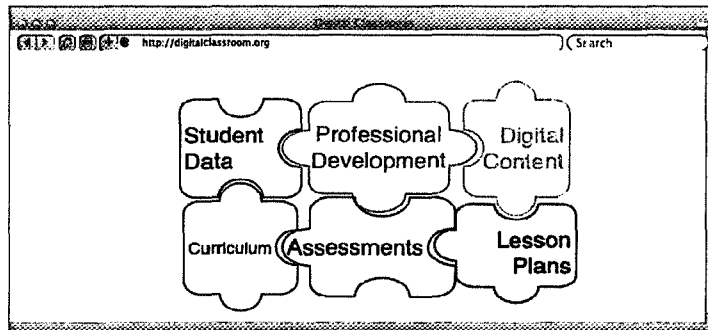 http://digitalclassroom.org
Search
Student
Data
Professional
Development
Digital
Content
Curriculum
Assessments
Lesson
Plans